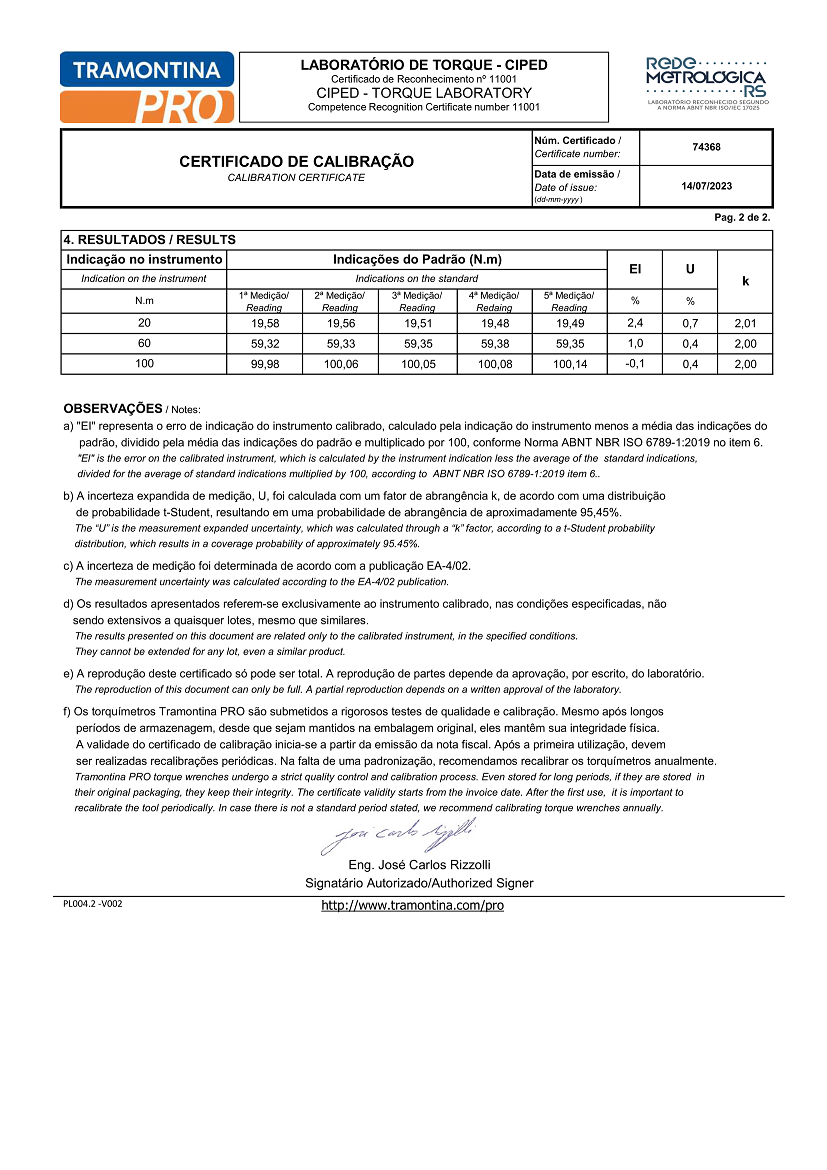 TRAMONTINA
PRO
LABORATÓRIO DE TORQUE - CIPED
Certificado de Reconhecimento nº 11001
CIPED - TORQUE LABORATORY
Competence Recognition Certificate number 11001
REDE
METROLÓGICA
RS
LABORATÓRIO RECONHECIDO SEGUNDO
A NORMA ABNT NBR ISO/IEC 17025
CERTIFICADO DE CALIBRAÇÃO
CALIBRATION CERTIFICATE
Núm. Certificado /
Certificate number:
74368
Data de emissão /
Date of issue:
(dd-mm-yyyy )
14/07/2023
Pag. 2 de 2.
4. RESULTADOS / RESULTS
Indicação no instrumento Indicações do Padrão (N.m) EI U k
Indication on the instrument Indications on the standard
N.m 1ª Medição/ 2ª Medição/ 3ª Medição/ 4ª Medição/ 5ª Medição/ % %
Reading Reading Reading Redaing Reading
20 19,58 19,56 19,51 19,48 19,49 2,4 0,7 2,01
60 59,32 59,33 59,35 59,38 59,35 1,0 0,4 2,00
100 99,98 100,06 100,05 100,08 100,14 -0,1 0,4 2,00
OBSERVAÇÕES / Notes:
a) "EI" representa o erro de indicação do instrumento calibrado, calculado pela indicação do instrumento menos a média das indicações do
padrão, dividido pela média das indicações do padrão e multiplicado por 100, conforme Norma ABNT NBR ISO 6789-1:2019 no item 6.
"EI" is the error on the calibrated instrument, which is calculated by the instrument indication less the average of the standard indications,
divided for the average of standard indications multiplied by 100, according to ABNT NBR ISO 6789-1:2019 item 6..
b) A incerteza expandida de medição, U, foi calculada com um fator de abrangência k, de acordo com uma distribuição
de probabilidade t-Student, resultando em uma probabilidade de abrangência de aproximadamente 95,45%.
The “U” is the measurement expanded uncertainty, which was calculated through a “k” factor, according to a t-Student probability
distribution, which results in a coverage probability of approximately 95.45%.
c) A incerteza de medição foi determinada de acordo com a publicação EA-4/02.
The measurement uncertainty was calculated according to the EA-4/02 publication.
d) Os resultados apresentados referem-se exclusivamente ao instrumento calibrado, nas condições especificadas, não
sendo extensivos a quaisquer lotes, mesmo que similares.
The results presented on this document are related only to the calibrated instrument, in the specified conditions.
They cannot be extended for any lot, even a similar product.
e) A reprodução deste certificado só pode ser total. A reprodução de partes depende da aprovação, por escrito, do laboratório.
The reproduction of this document can only be full. A partial reproduction depends on a written approval of the laboratory.
f) Os torquímetros Tramontina PRO são submetidos a rigorosos testes de qualidade e calibração. Mesmo após longos
períodos de armazenagem, desde que sejam mantidos na embalagem original, eles mantêm sua integridade física.
A validade do certificado de calibração inicia-se a partir da emissão da nota fiscal. Após a primeira utilização, devem
ser realizadas recalibrações periódicas. Na falta de uma padronização, recomendamos recalibrar os torquímetros anualmente.
Tramontina PRO torque wrenches undergo a strict quality control and calibration process. Even stored for long periods, if they are stored in
their original packaging, they keep their integrity. The certificate validity starts from the invoice date. After the first use, it is important to
recalibrate the tool periodically. In case there is not a standard period stated, we recommend calibrating torque wrenches annually.
José Carlos Rizzolli
Eng. José Carlos Rizzolli
Signatário Autorizado/Authorized Signer
PL004.2 -V002
http://www.tramontina.com/pro